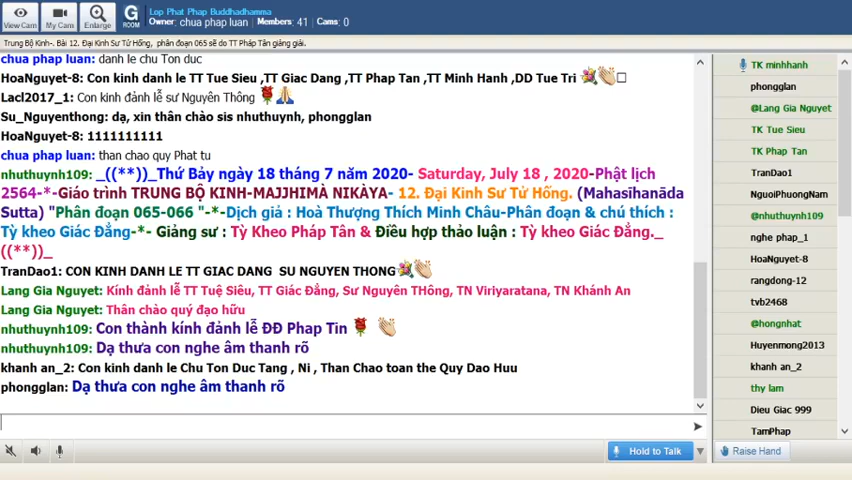 View Cam
My Cam
Enlarge
G ROOM
Lop Phat Phap Buddhadhamma
Owner: chua phap luan / Members: 41 / Cams: 0
Trung Bộ Kinh-. Bài 12. Đại Kinh Sư Tử Hống, phân đoạn 065 sẽ do TT Pháp Tân giảng giải.
chua phap luan: danh le chu Ton duc
HoaNguyet-8: Con kinh danh le TT Tue Sieu ,TT Giac Dang ,TT Phap Tan ,TT Minh Hanh ,DD Tue Tri
Lacl2017_1: Con kính đảnh lễ sư Nguyên Thông
Su_Nguyenthong: dạ, xin thân chào sis nhuthuynh, phongglan
HoaNguyet-8: 1111111111
chua phap luan: than chao quy Phat tu
nhuthuynh109: _((**))_Thứ Bảy ngày 18 tháng 7 năm 2020- Saturday, July 18 , 2020-Phật lịch
2564-*-Giáo trình TRUNG BỘ KINH-MAJJHIMÀ NIKÀYA- 12. Đại Kinh Sư Tử Hống. (Mahasihanāda
Sutta) "Phân đoạn 065-066 "-*-Dịch giả : Hoà Thượng Thích Minh Châu-Phân đoạn & chú thích :
Tỳ kheo Giác Đẳng-*- Giảng sư : Tỳ Kheo Pháp Tân & Điều hợp thảo luận : Tỳ kheo Giác Đẳng._
((**))_
TranDao1: CON KINH DANH LE TT GIAC DANG SU NGUYEN THONG
Lang Gia Nguyet: Kính đảnh lễ TT Tuệ Siêu, TT Giác Đẳng, Sư Nguyên THông, TN Viriyaratana, TN Khánh An
Lang Gia Nguyet: Thân chào quý đạo hữu
nhuthuynh109: Con thành kính đảnh lễ ĐĐ Phap Tin
nhuthuynh109: Dạ thưa con nghe âm thanh rõ
khanh an_2: Con kinh danh le Chu Ton Duc Tang , Ni , Than Chao toan the Quy Dao Huu
phongglan: Dạ thưa con nghe âm thanh rõ
Hold to Talk
TK minhhanh
phongglan
@Lang Gia Nguyet
TK Tue Sieu
TK Phap Tan
TranDao1
NguoiPhuongNam
@nhuthuynh109
nghe phap_1
HoaNguyet-8
rangdong-12
tvb2468
@hongnhat
Huyenmong2013
khanh an_2
thy lam
Dieu Giac 999
TamPhap
Raise Hand